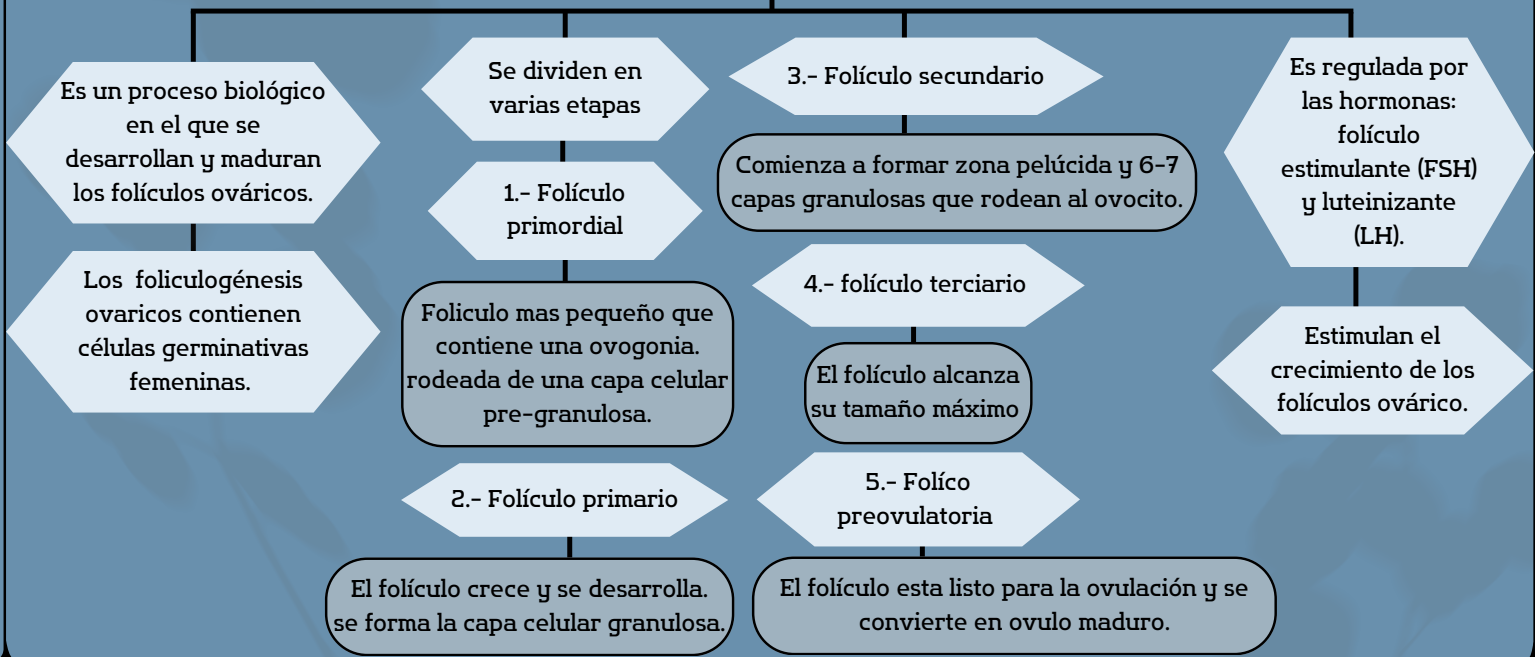 Es un proceso biológico
en el que se
desarrollan y maduran
los folículos ováricos.
Los foliculogénesis
ovaricos contienen
células germinativas
femeninas.
Se dividen en
varias etapas
1.- Folículo
primordial
Foliculo mas pequeño que
contiene una ovogonia.
rodeada de una capa celular
pre-granulosa.
2.- Folículo primario
El folículo crece y se desarrolla.
se forma la capa celular granulosa.
3.- Folículo secundario
Comienza a formar zona pelúcida y 6-7
capas granulosas que rodean al ovocito.
4.- folículo terciario
El folículo alcanza
su tamaño máximo
5.- Folíco
preovulatoria
El folículo esta listo para la ovulación y se
convierte en ovulo maduro.
Es regulada por
las hormonas:
folículo
estimulante (FSH)
y luteinizante
(LH).
Estimulan el
crecimiento de los
folículos ovárico.